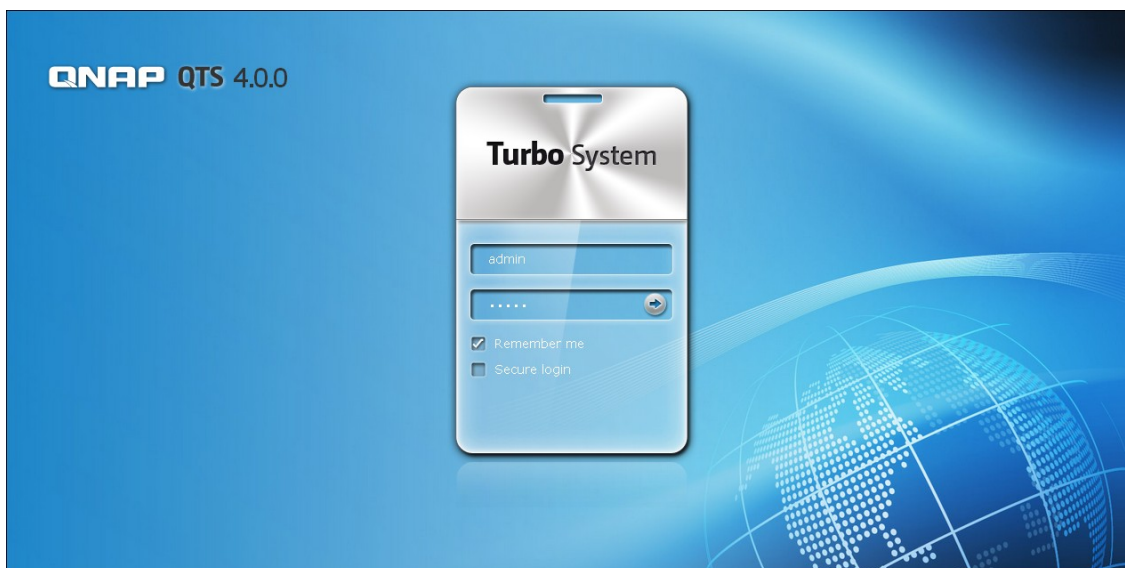 QNAP QTS 4.0.0
Turbo System
admin
.....
Remember me
Secure login